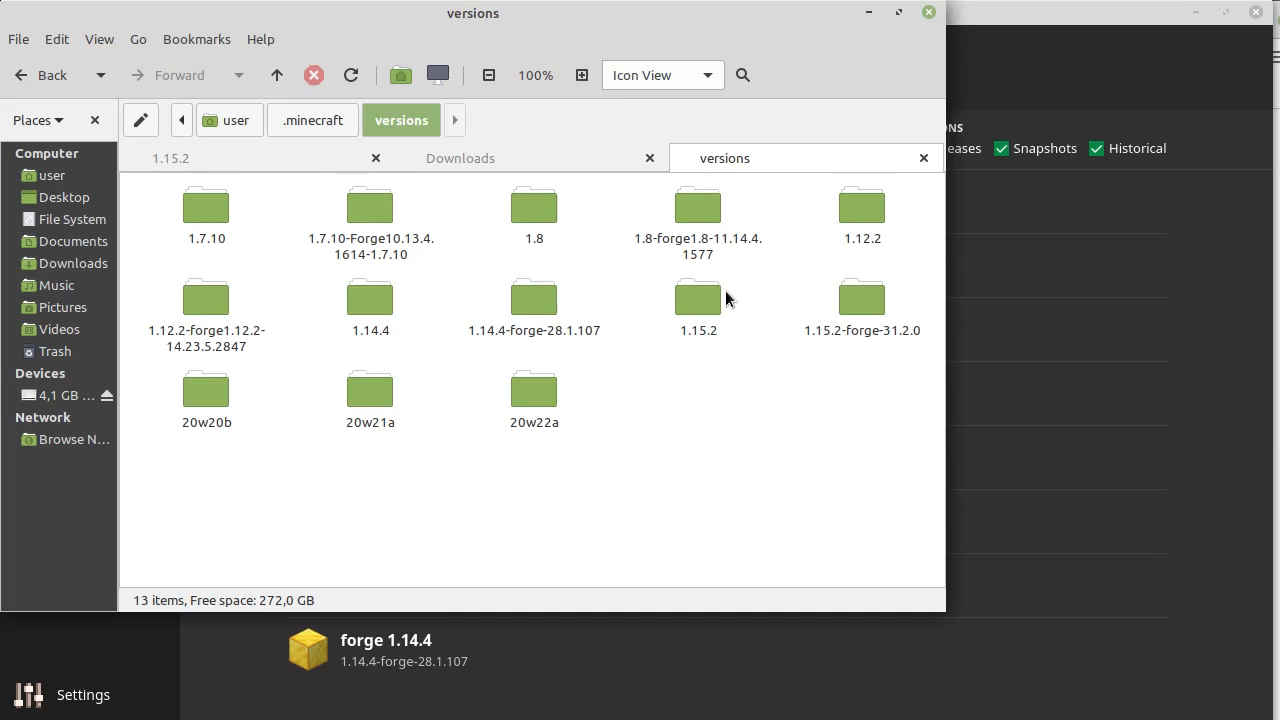 versions
File Edit View Go Bookmarks Help
Back Forward 100% Icon View
Places user .minecraft versions
1.15.2 Downloads versions
Computer
user
Desktop
File System
Documents
Downloads
Music
Pictures
Videos
Trash
Devices
4,1 GB ...
Network
Browse N...
1.7.10 1.7.10-Forge10.13.4. 1.8 1.8-forge1.8-11.14.4. 1.12.2
1614-1.7.10 1577
1.12.2-forge1.12.2- 1.14.4 1.14.4-forge-28.1.107 1.15.2 1.15.2-forge-31.2.0
14.23.5.2847
20w20b 20w21a 20w22a
13 items, Free space: 272,0 GB
ONS
eases Snapshots Historical
forge 1.14.4
1.14.4-forge-28.1.107
Settings